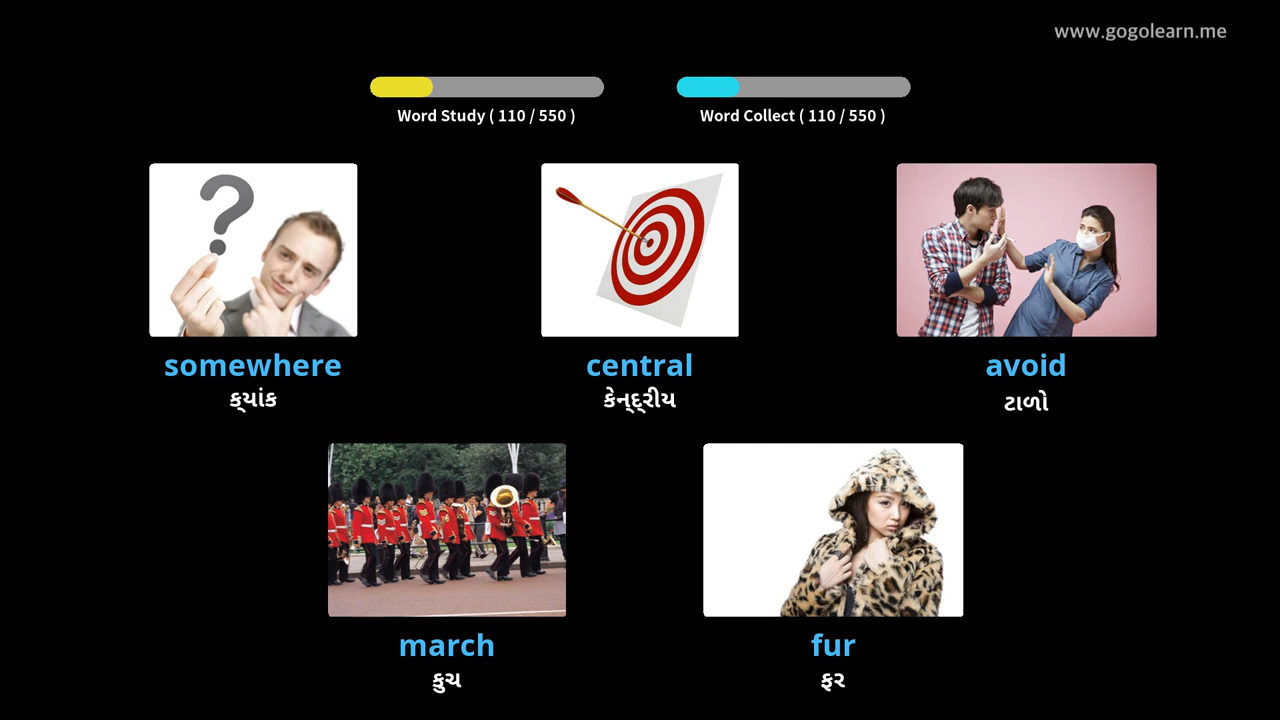 www.gogolearn.me
Word Study ( 110 / 550 )
Word Collect ( 110 / 550 )
somewhere
ક્યાંક
central
કેન્દ્રીય
avoid
ટાળો
march
કુચ
fur
ફર